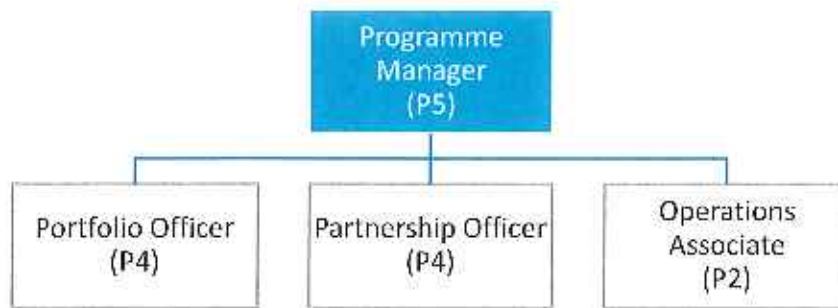 Programme
Manager
(P5)
Portfolio Officer
(P4)
Partnership Officer
(P4)
Operations
Associate
(P2)